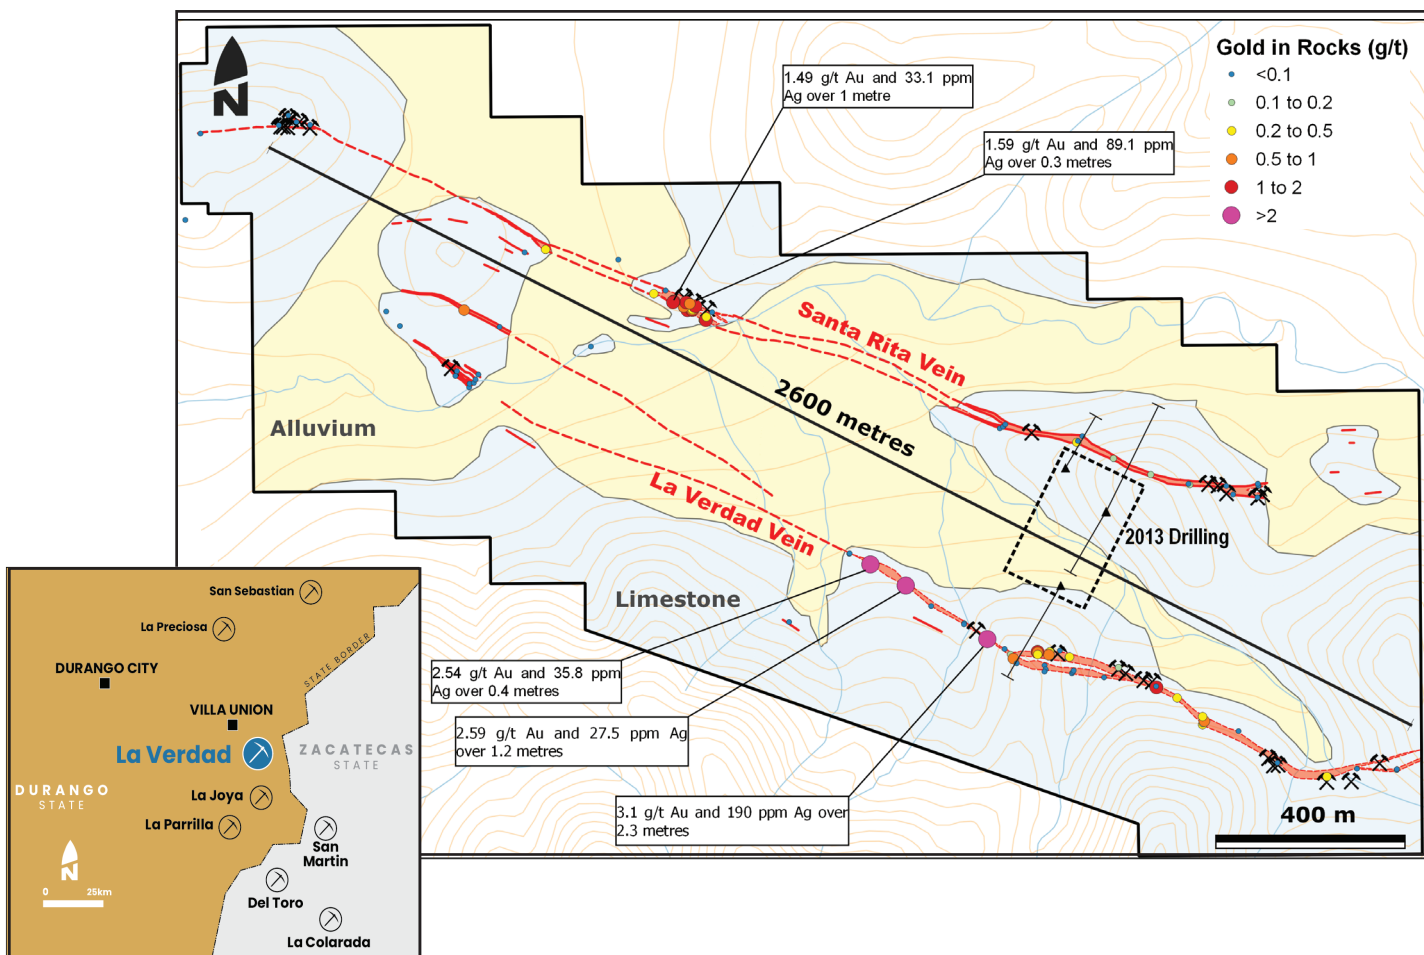 N
Gold in Rocks (g/t)
<0.1
0.1 to 0.2
0.2 to 0.5
0.5 to 1
1 to 2
>2
1.49 g/t Au and 33.1 ppm
Ag over 1 metre
1.59 g/t Au and 89.1 ppm
Ag over 0.3 metres
Santa Rita Vein
2600 metres
Alluvium
La Verdad Vein
2013 Drilling
Limestone
2.54 g/t Au and 35.8 ppm
Ag over 0.4 metres
2.59 g/t Au and 27.5 ppm Ag
over 1.2 metres
3.1 g/t Au and 190 ppm Ag over
2.3 metres
400 m
San Sebastian
La Preciosa
STATE BORDER
DURANGO CITY
VILLA UNION
La Verdad
ZACATECAS
STATE
DURANGO
STATE
La Joya
La Parrilla
San
Martin
N
0 25km
Del Toro
La Colarada